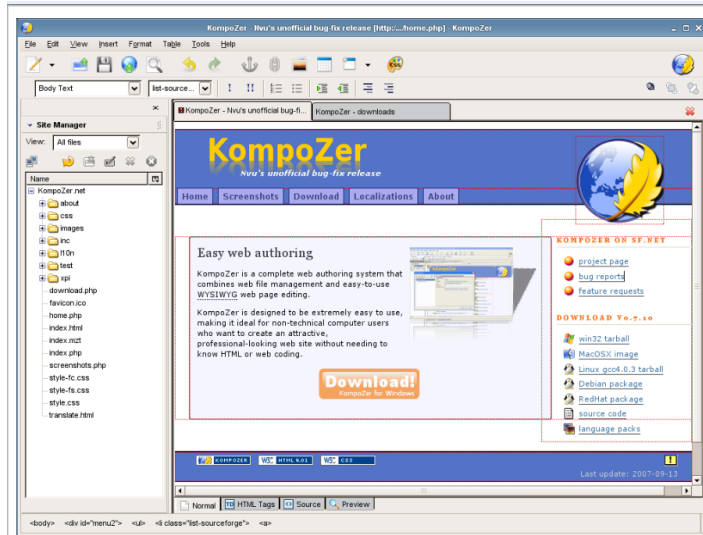 KompoZer - Nvu's unofficial bug-fix release [http:/.../home.php] - KompoZer
File Edit View Insert Format Table Tools Help
CSS
Body Text
list-source...
! !!
KompoZer - Nvu's unofficial bug-fi...
KompoZer - downloads
Site Manager
View: All files
Name
KompoZer.net
about
css
images
inc
l10n
test
xpi
download.php
favicon.ico
home.php
index.html
index.mzt
index.php
screenshots.php
style-fc.css
style-fs.css
style.css
translate.html
KompoZer
Nvu's unofficial bug-fix release
Home Screenshots Download Localizations About
Easy web authoring
KompoZer is a complete web authoring system that
combines web file management and easy-to-use
WYSIWYG web page editing.
KompoZer is designed to be extremely easy to use,
making it ideal for non-technical computer users
who want to create an attractive,
professional-looking web site without needing to
know HTML or web coding.
Download!
KompoZer for Windows
KOMPOZER ON SF.NET
project page
bug reports
feature requests
DOWNLOAD V0.7.10
win32 tarball
MacOSX image
Linux gcc4.0.3 tarball
Debian package
RedHat package
source code
language packs
KOMPOZER
W3C HTML 4.01
W3C CSS
!
Last update: 2007-09-13
Normal HTML Tags Source Preview
<body> <div id="menu2"> <ul> <li class="list-sourceforge"> <a>